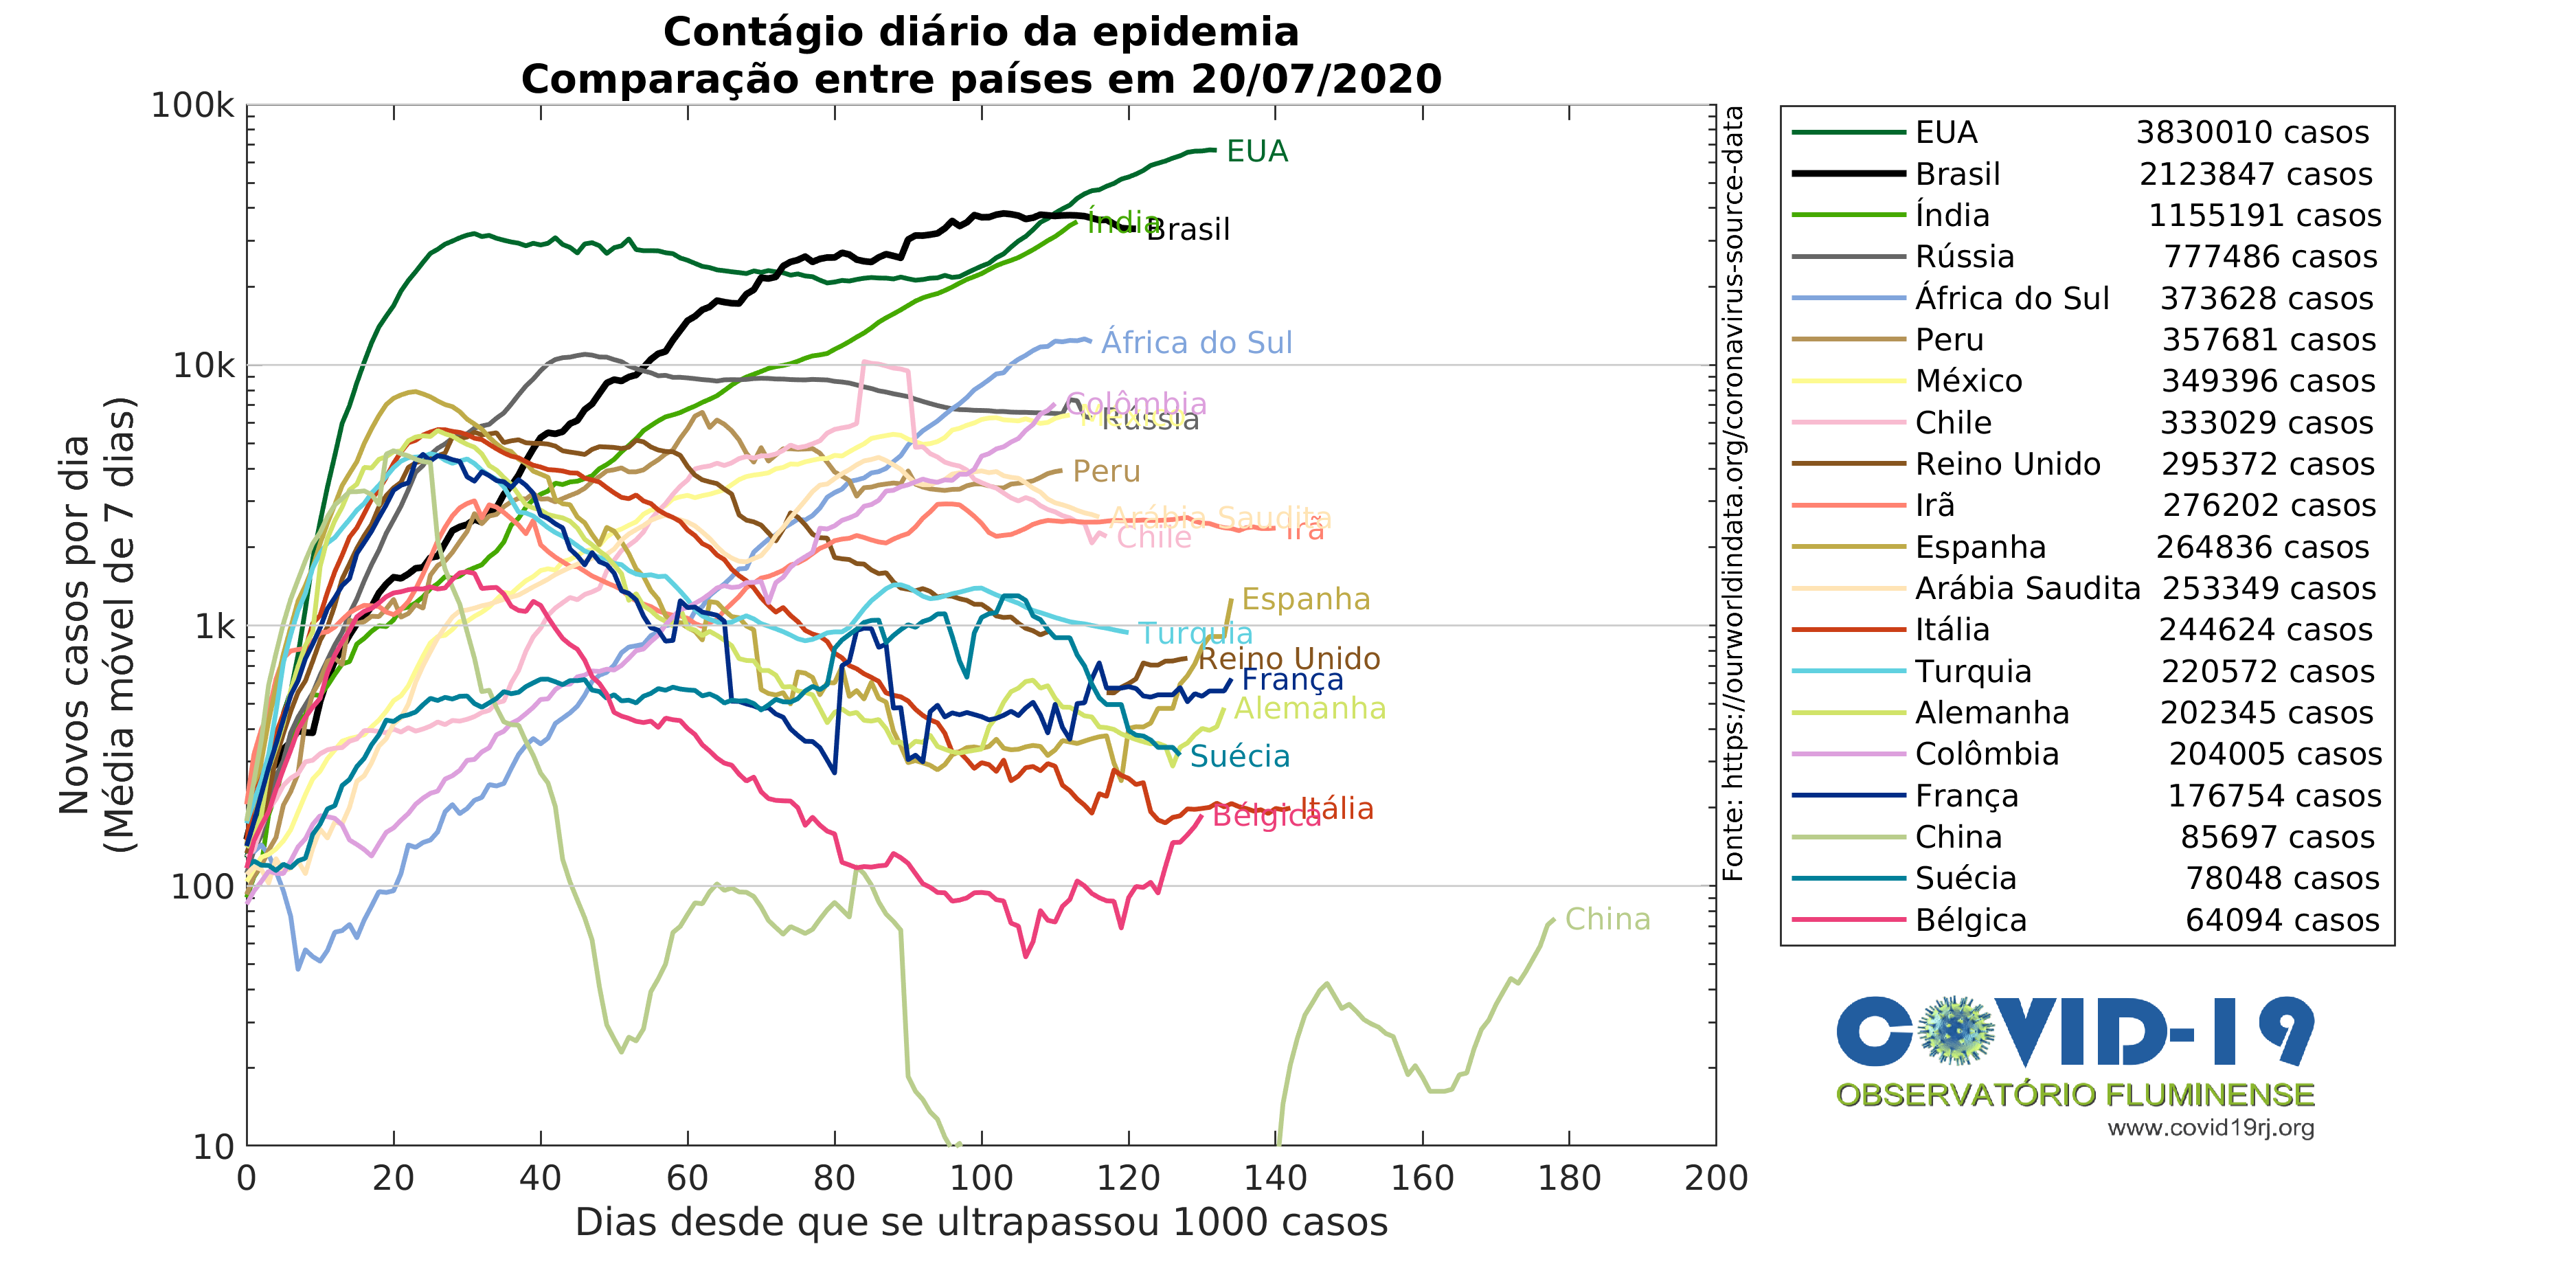 Contágio diário da epidemia
Comparação entre países em 20/07/2020
Novos casos por dia
(Média móvel de 7 dias)
100k
10k
1k
100
10
0 20 40 60 80 100 120 140 160 180 200
Dias desde que se ultrapassou 1000 casos
EUA
Índia
Brasil
África do Sul
Colômbia
México
Rússia
Peru
Arábia Saudita
Irã
Chile
Espanha
Turquia
Reino Unido
França
Alemanha
Suécia
Itália
Bélgica
China
Fonte: https://ourworldindata.org/coronavirus-source-data
EUA 3830010 casos
Brasil 2123847 casos
Índia 1155191 casos
Rússia 777486 casos
África do Sul 373628 casos
Peru 357681 casos
México 349396 casos
Chile 333029 casos
Reino Unido 295372 casos
Irã 276202 casos
Espanha 264836 casos
Arábia Saudita 253349 casos
Itália 244624 casos
Turquia 220572 casos
Alemanha 202345 casos
Colômbia 204005 casos
França 176754 casos
China 85697 casos
Suécia 78048 casos
Bélgica 64094 casos
COVID-19
OBSERVATÓRIO FLUMINENSE
www.covid19rj.org